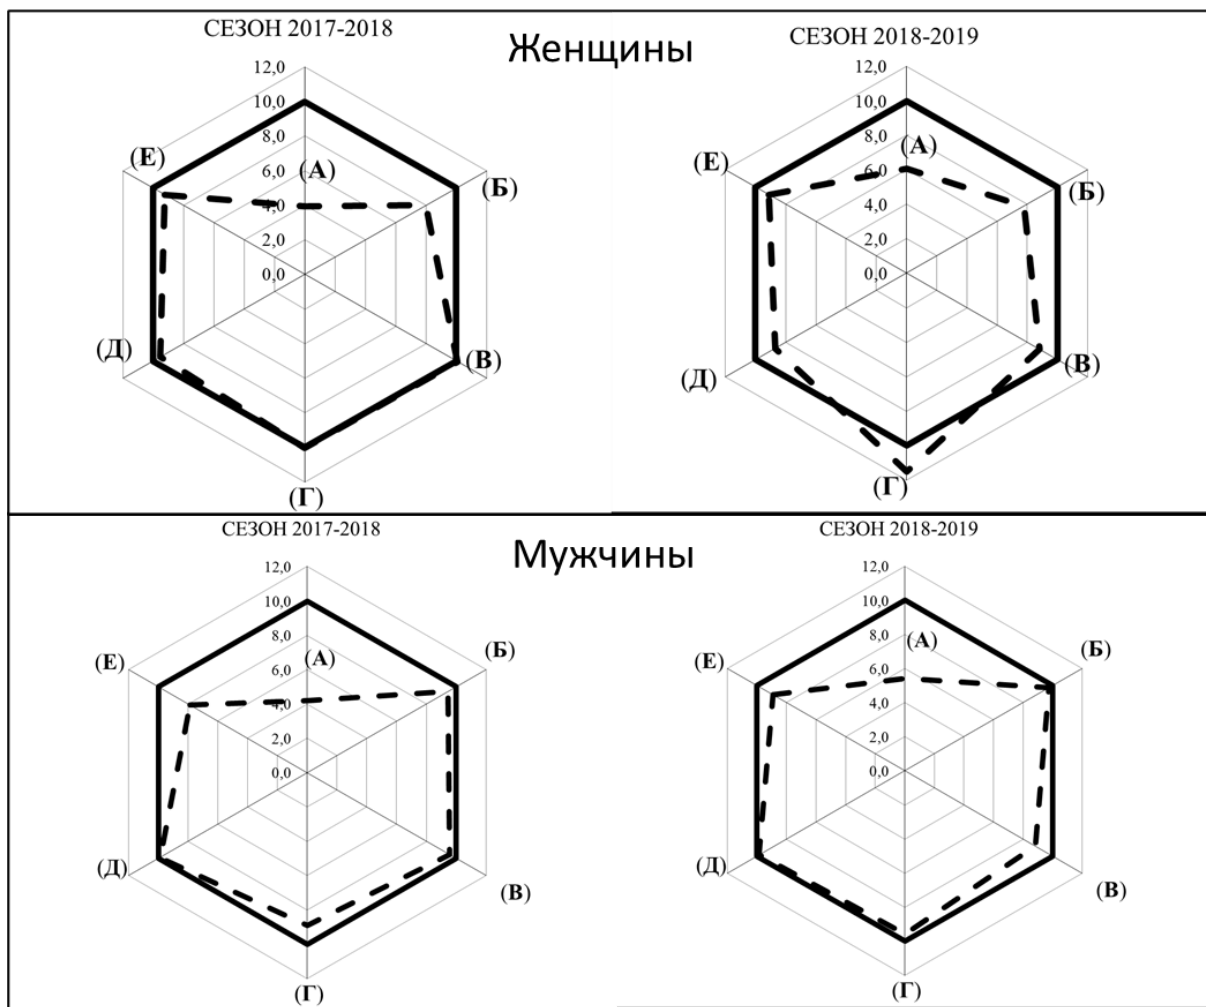 СЕЗОН 2017-2018
Женщины
СЕЗОН 2018-2019
12,0
10,0
8,0
6,0
4,0
2,0
0,0
(А)
(Б)
(В)
(Г)
(Д)
(Е)
12,0
10,0
8,0
6,0
4,0
2,0
0,0
(А)
(Б)
(В)
(Г)
(Д)
(Е)
СЕЗОН 2017-2018
Мужчины
СЕЗОН 2018-2019
12,0
10,0
8,0
6,0
4,0
2,0
0,0
(А)
(Б)
(В)
(Г)
(Д)
(Е)
12,0
10,0
8,0
6,0
4,0
2,0
0,0
(А)
(Б)
(В)
(Г)
(Д)
(Е)